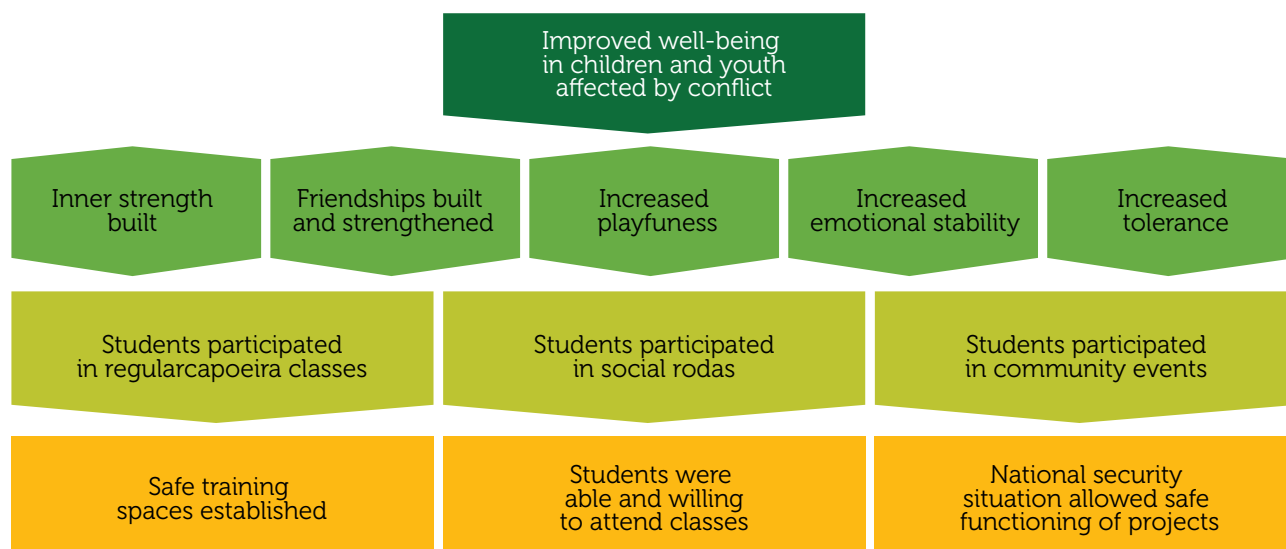 Improved well-being
in children and youth
affected by conflict
Inner strength
built
Friendships built
and strengthened
Increased
playfuness
Increased
emotional stability
Increased
tolerance
Students participated
in regularcapoeira classes
Students participated
in social rodas
Students participated
in community events
Safe training
spaces established
Students were
able and willing
to attend classes
National security
situation allowed safe
functioning of projects